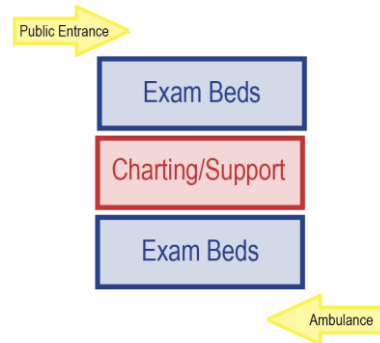 Public Entrance
Exam Beds
Charting/Support
Exam Beds
Ambulance